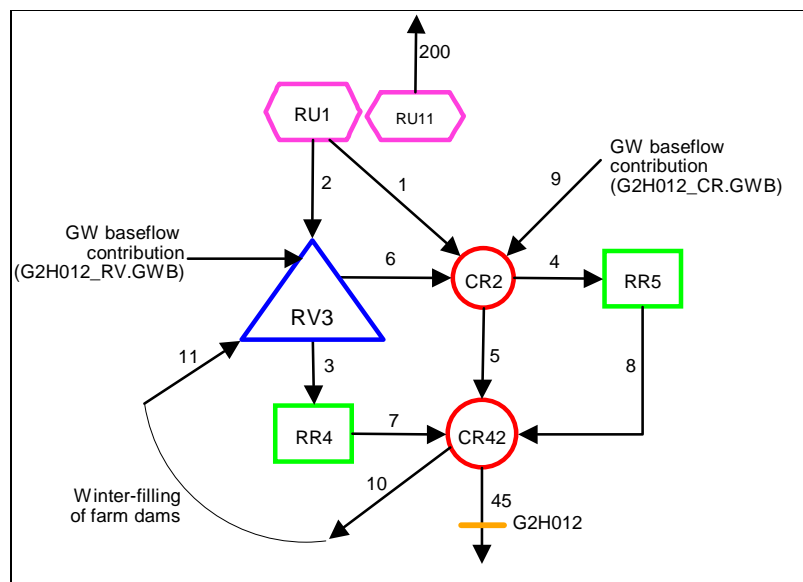 200
RU1
RU11
GW baseflow
contribution
(G2H012_CR.GWB)
2
1
9
GW baseflow
contribution
(G2H012_RV.GWB)
6
CR2
4
RR5
RV3
11
3
5
8
RR4
7
CR42
10
Winter-filling
of farm dams
45
G2H012